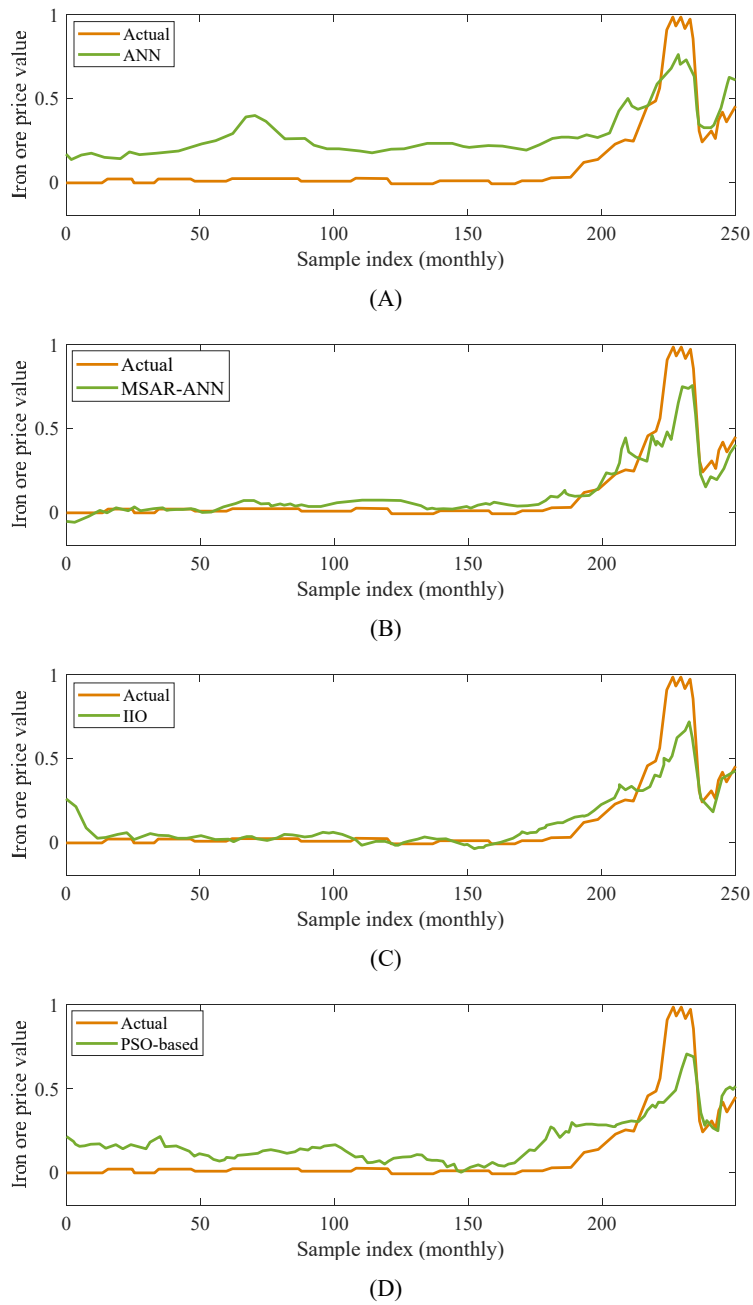 Iron ore price value
1
0.5
0
Actual
ANN
0 50 100 150 200 250
Sample index (monthly)
(A)
Iron ore price value
1
0.5
0
Actual
MSAR-ANN
0 50 100 150 200 250
Sample index (monthly)
(B)
Iron ore price value
1
0.5
0
Actual
IIO
0 50 100 150 200 250
Sample index (monthly)
(C)
Iron ore price value
1
0.5
0
Actual
PSO-based
0 50 100 150 200 250
Sample index (monthly)
(D)